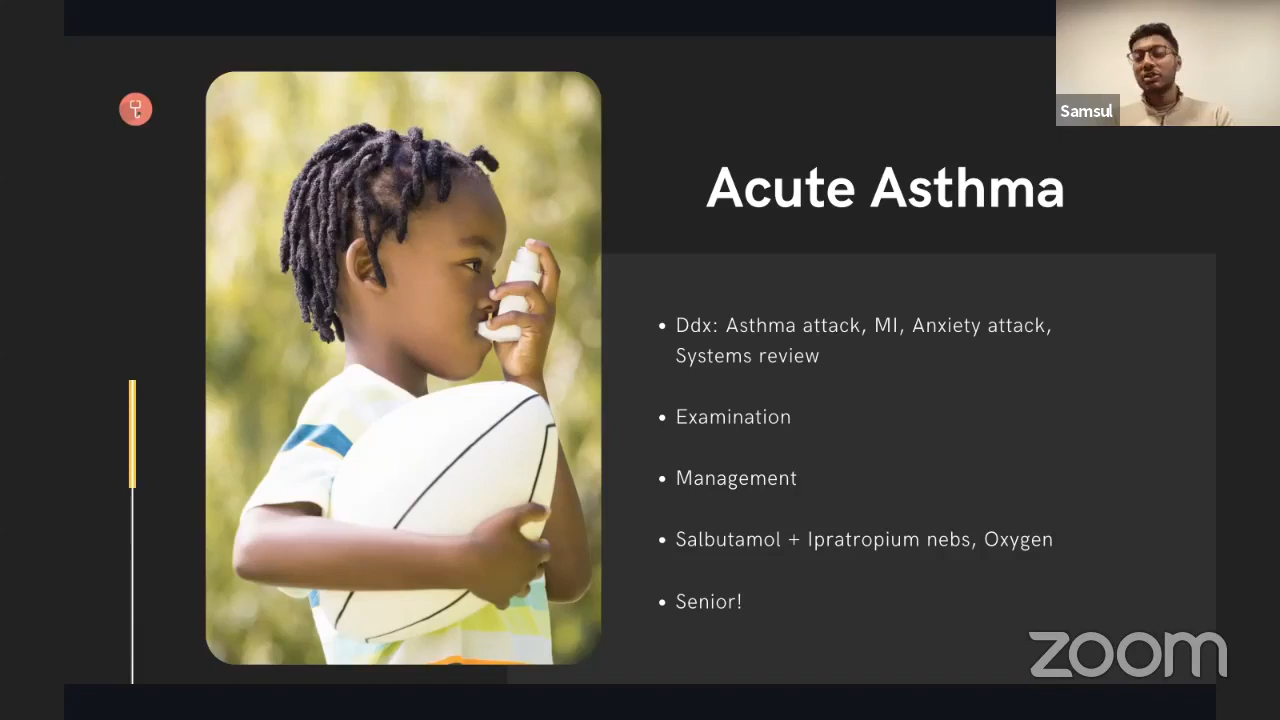 Samsul
Acute Asthma
• Ddx: Asthma attack, MI, Anxiety attack,
Systems review
• Examination
• Management
• Salbutamol + Ipratropium nebs, Oxygen
• Senior!
zoom